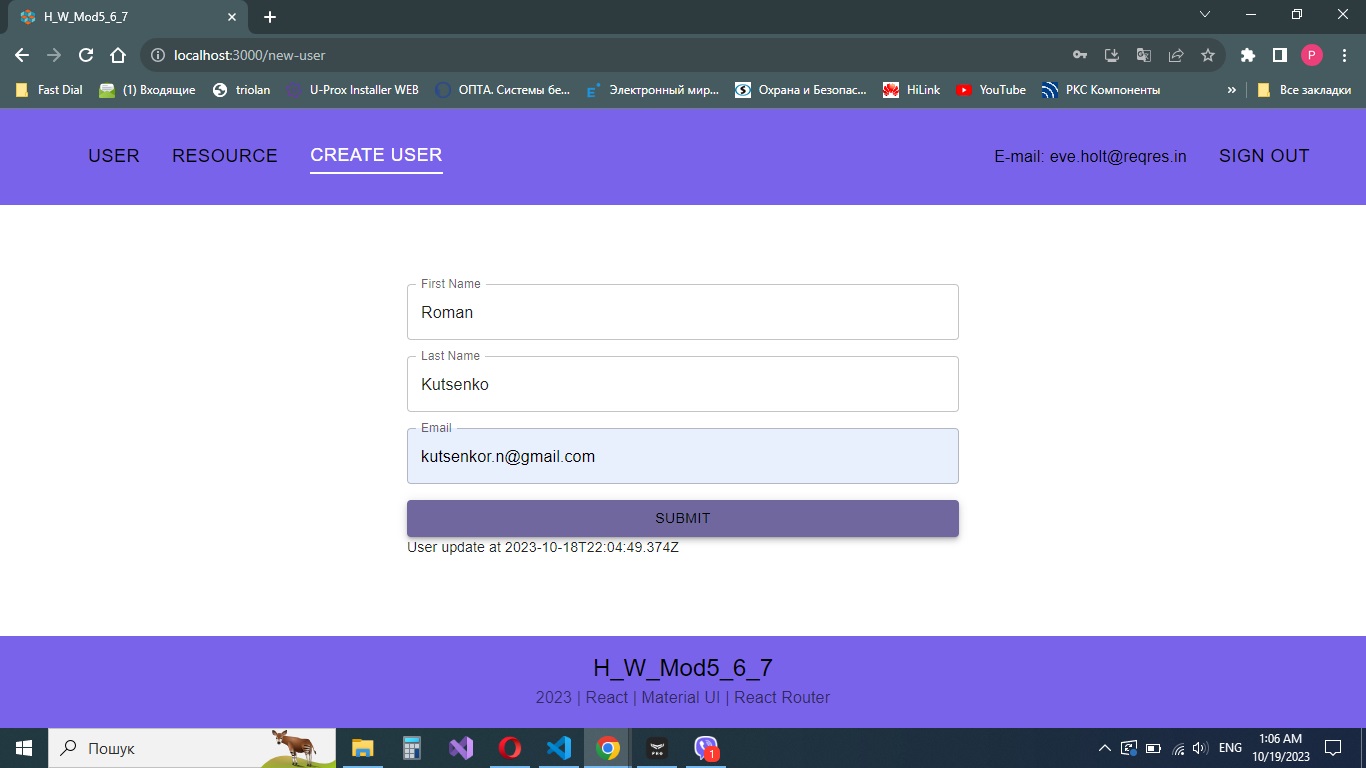 H_W_Mod5_6_7
localhost:3000/new-user
P
Fast Dial (1) Входящие triolan U-Prox Installer WEB ОПТА. Системы бе... Электронный мир... Охрана и Безопас... HiLink YouTube РКС Компоненты » Все закладки
USER RESOURCE CREATE USER E-mail: eve.holt@reqres.in SIGN OUT
First Name
Roman
Last Name
Kutsenko
Email
kutsenkor.n@gmail.com
SUBMIT
User update at 2023-10-18T22:04:49.374Z
H_W_Mod5_6_7
2023 | React | Material UI | React Router
Пошук
PRO
1
ENG
1:06 AM
10/19/2023